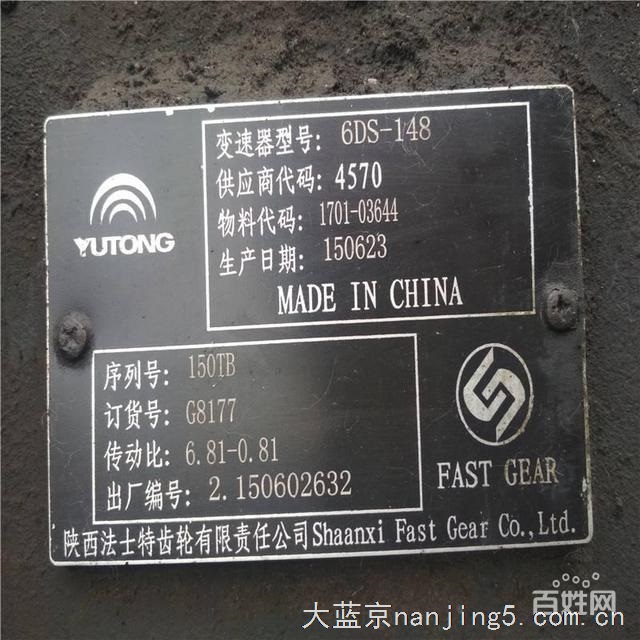 变速器型号: 6DS-148
供应商代码: 4570
物料代码: 1701-03644
生产日期: 150623
MADE IN CHINA
YUTONG
序列号: 150TB
订货号: G8177
传动比: 6.81-0.81
出厂编号: 2.150602632
FAST GEAR
陕西法士特齿轮有限责任公司Shaanxi Fast Gear Co.,Ltd.
百姓网
大蓝京nanjing5.com.cn